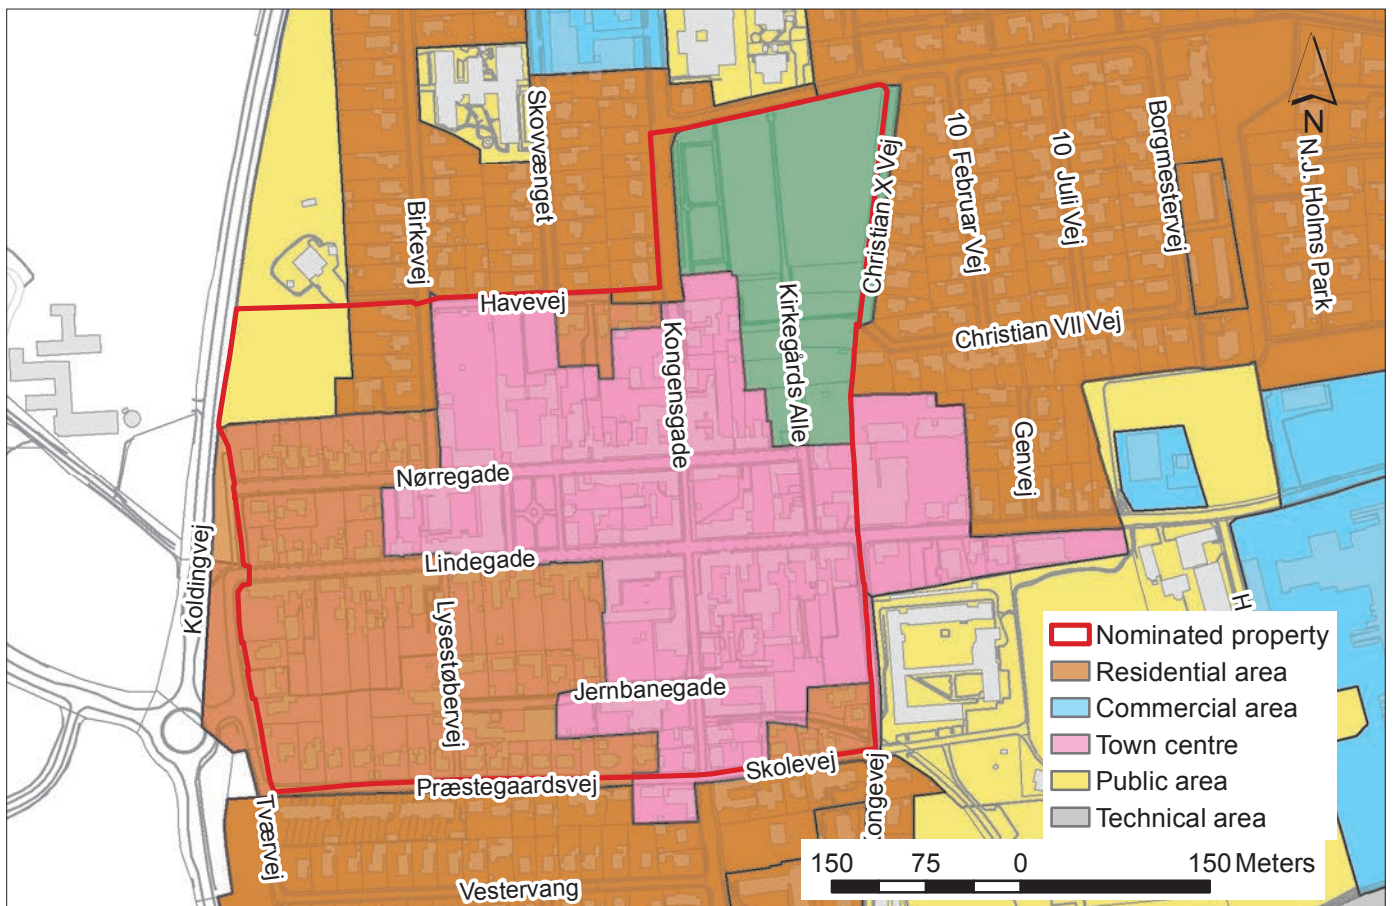 Skovvænget
Birkevej
Havevej
Kongensgade
Kirkegårds Alle
Christian X Vej
10 Februar Vej
10 Juli Vej
Borgmestervej
N.J. Holms Park
N
Christian VII Vej
Genvej
Nørregade
Lindegade
Koldingvej
Lysestøbervej
Jernbanegade
Præstegaardsvej
Skolevej
Tværvej
Vestervang
ongevej
H
Nominated property
Residential area
Commercial area
Town centre
Public area
Technical area
150 75 0 150 Meters